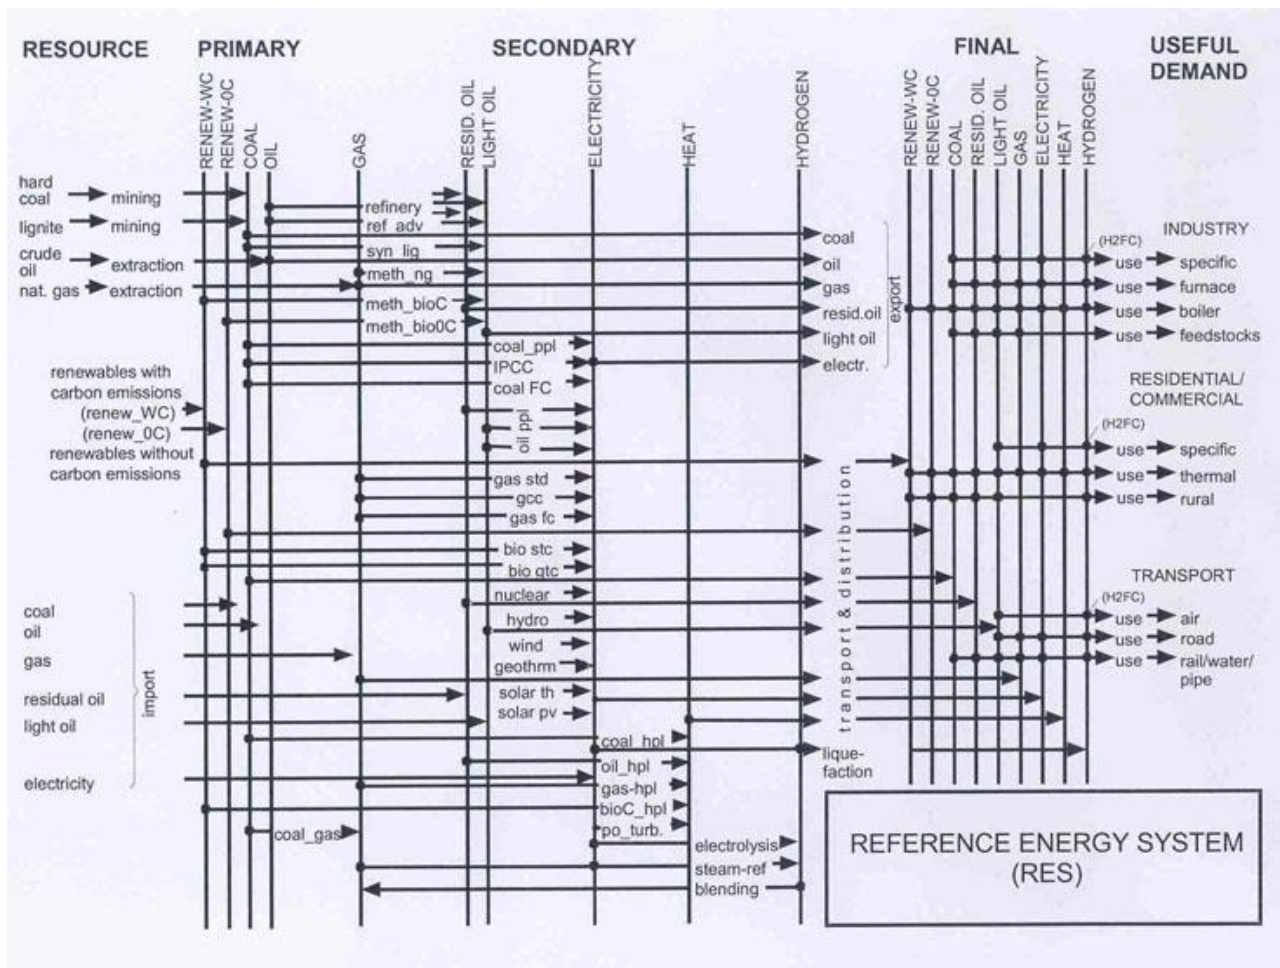 RESOURCE
PRIMARY
SECONDARY
FINAL
USEFUL
DEMAND
RENEW-WC
RENEW-0C
COAL
OIL
GAS
RESID. OIL
LIGHT OIL
ELECTRICITY
HEAT
HYDROGEN
RENEW-WC
RENEW-0C
COAL
RESID. OIL
LIGHT OIL
GAS
ELECTRICITY
HEAT
HYDROGEN
hard
coal
mining
lignite
mining
crude
oil
extraction
nat. gas
extraction
renewables with
carbon emissions
(renew_WC)
(renew_0C)
renewables without
carbon emissions
coal
oil
gas
residual oil
light oil
electricity
import
refinery
ref_adv
syn_liq
meth_ng
meth_bioC
meth_bio0C
coal_ppl
IPCC
coal FC
oil ppl
gas std
gcc
gas fc
bio stc
bio gtc
nuclear
hydro
wind
geothrm
solar th
solar pv
coal_hpl
oil_hpl
gas-hpl
bioC_hpl
po_turb.
coal_gas
electrolysis
steam-ref
blending
coal
oil
gas
resid.oil
light oil
electr.
export
transport & distribution
lique-
faction
INDUSTRY
(H2FC)
use specific
use furnace
use boiler
use feedstocks
RESIDENTIAL/
COMMERCIAL
(H2FC)
use specific
use thermal
use rural
TRANSPORT
(H2FC)
use air
use road
use rail/water/
pipe
REFERENCE ENERGY SYSTEM
(RES)